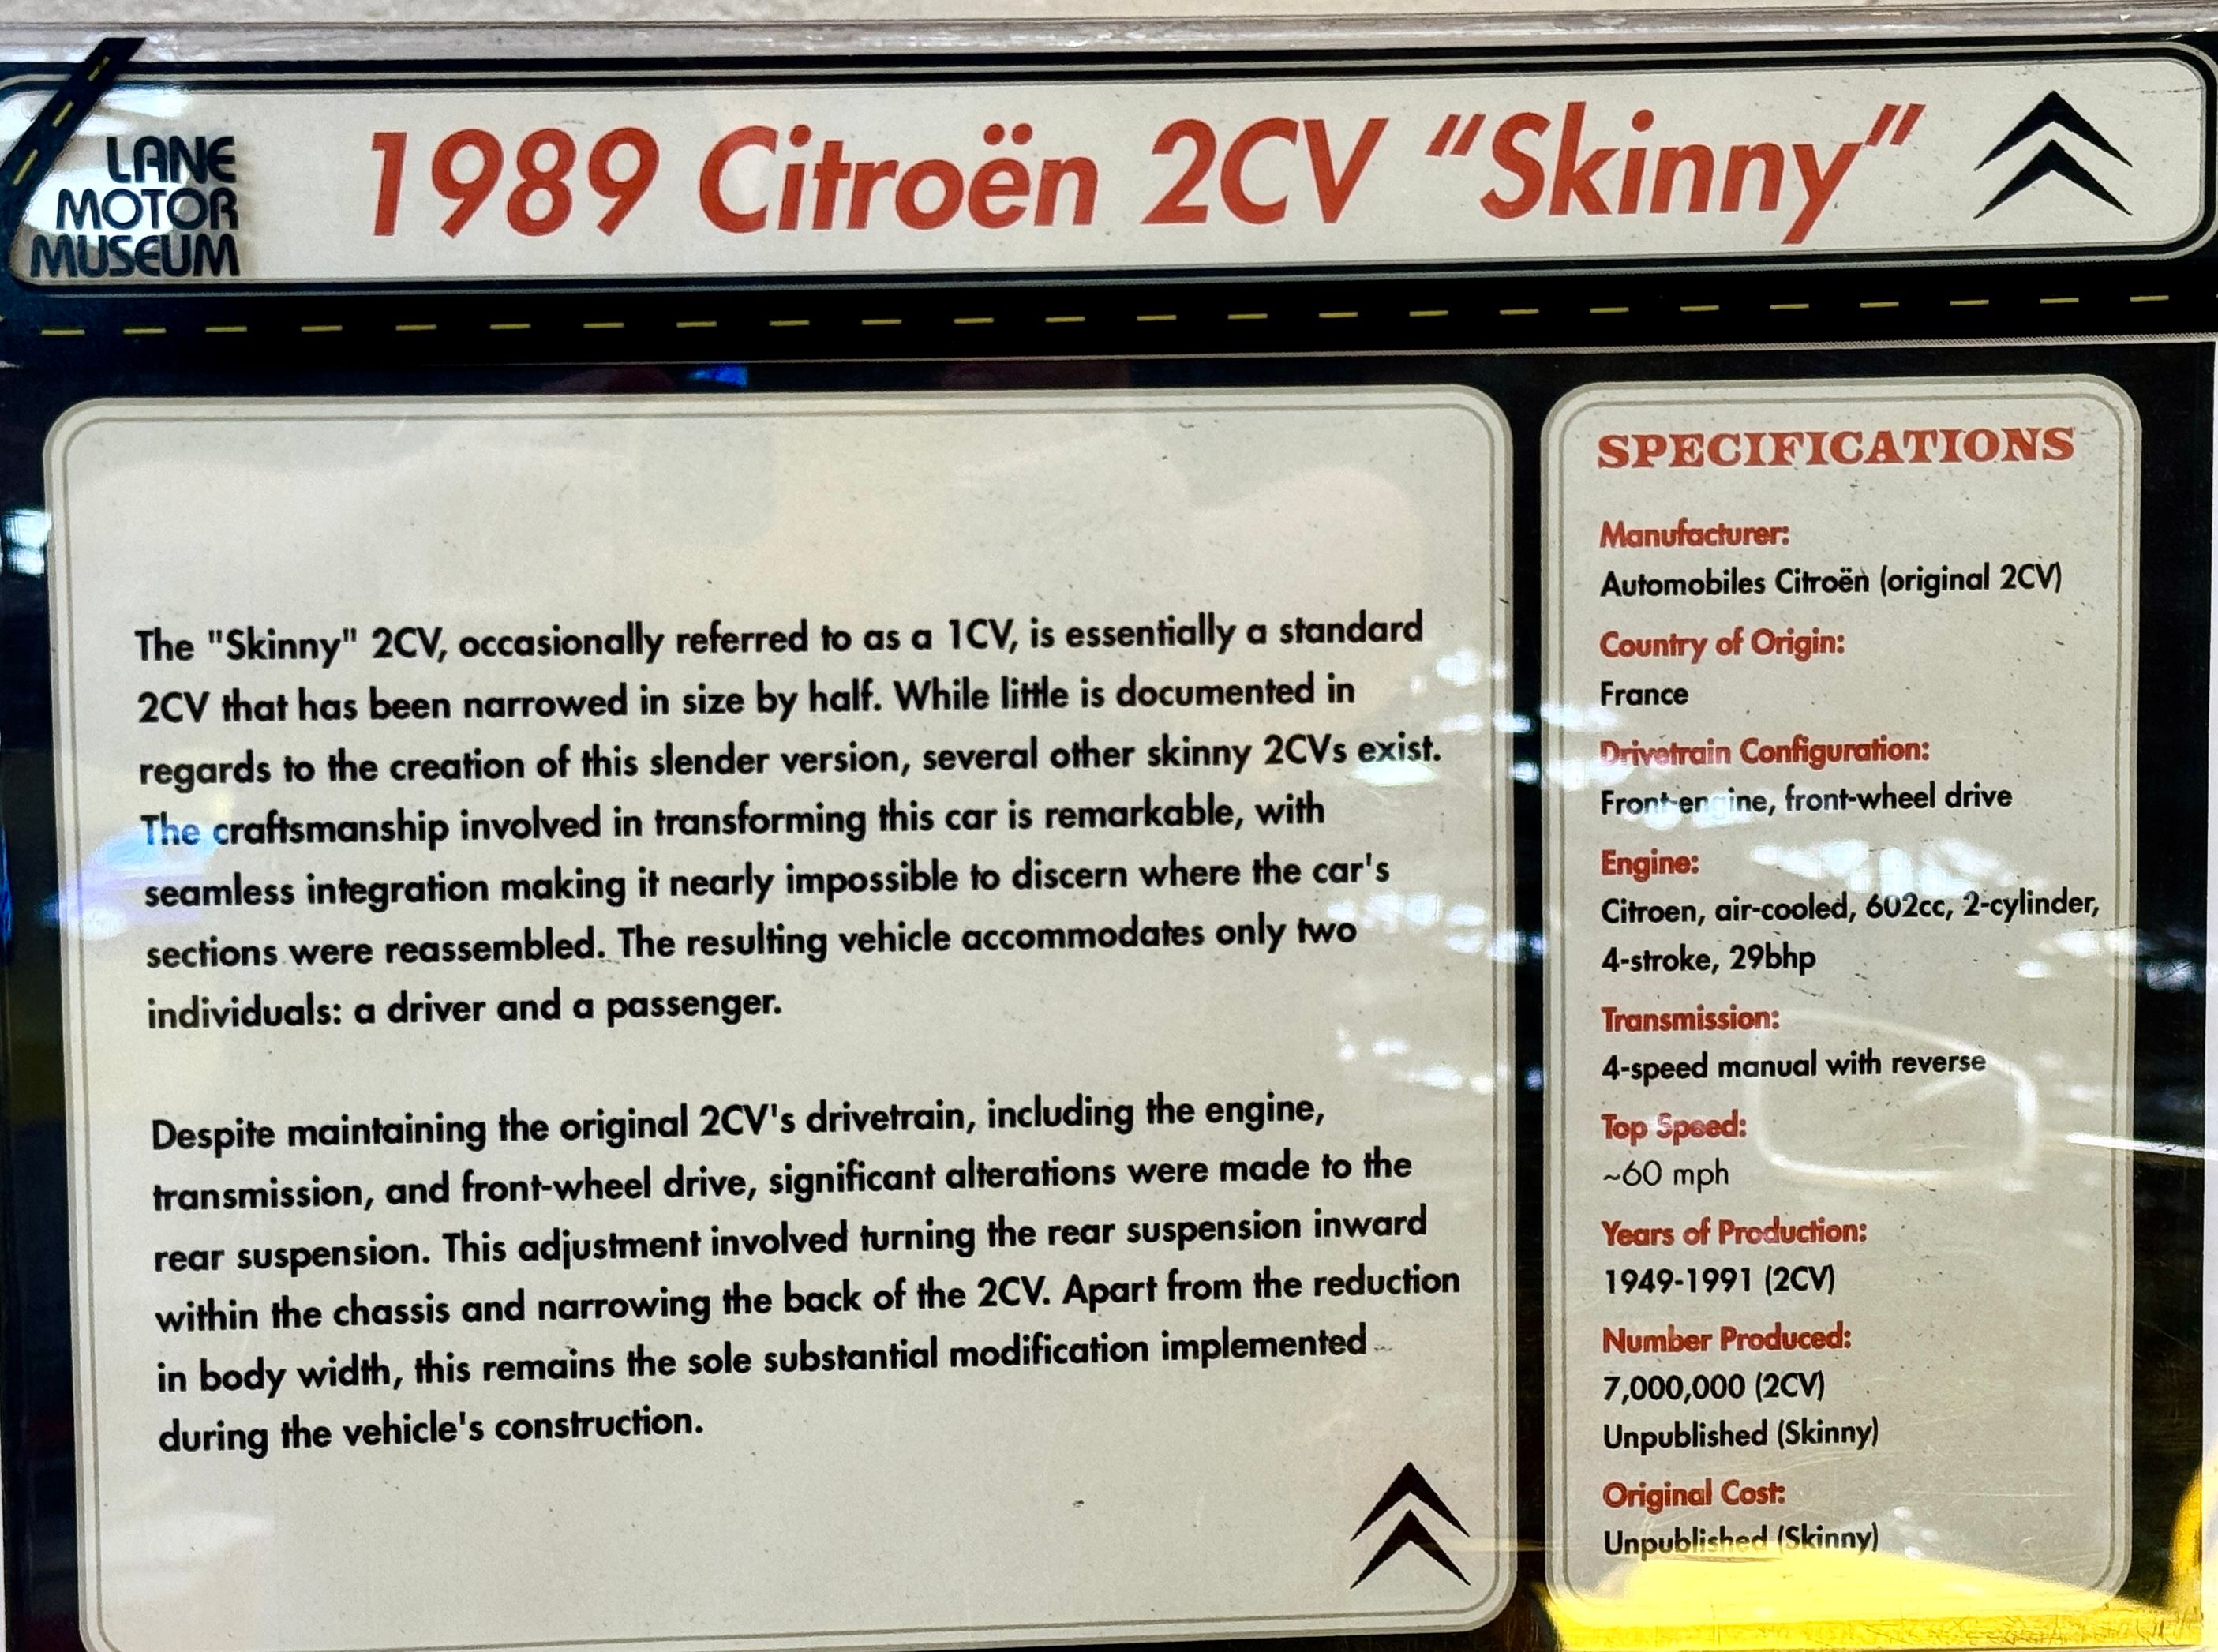 LANE
MOTOR
MUSEUM
1989 Citroën 2CV “Skinny”
The "Skinny" 2CV, occasionally referred to as a 1CV, is essentially a standard
2CV that has been narrowed in size by half. While little is documented in
regards to the creation of this slender version, several other skinny 2CVs exist.
The craftsmanship involved in transforming this car is remarkable, with
seamless integration making it nearly impossible to discern where the car's
sections were reassembled. The resulting vehicle accommodates only two
individuals: a driver and a passenger.
Despite maintaining the original 2CV's drivetrain, including the engine,
transmission, and front-wheel drive, significant alterations were made to the
rear suspension. This adjustment involved turning the rear suspension inward
within the chassis and narrowing the back of the 2CV. Apart from the reduction
in body width, this remains the sole substantial modification implemented
during the vehicle's construction.
SPECIFICATIONS
Manufacturer:
Automobiles Citroën (original 2CV)
Country of Origin:
France
Drivetrain Configuration:
Front-engine, front-wheel drive
Engine:
Citroen, air-cooled, 602cc, 2-cylinder,
4-stroke, 29bhp
Transmission:
4-speed manual with reverse
Top Speed:
~60 mph
Years of Production:
1949-1991 (2CV)
Number Produced:
7,000,000 (2CV)
Unpublished (Skinny)
Original Cost:
Unpublished (Skinny)